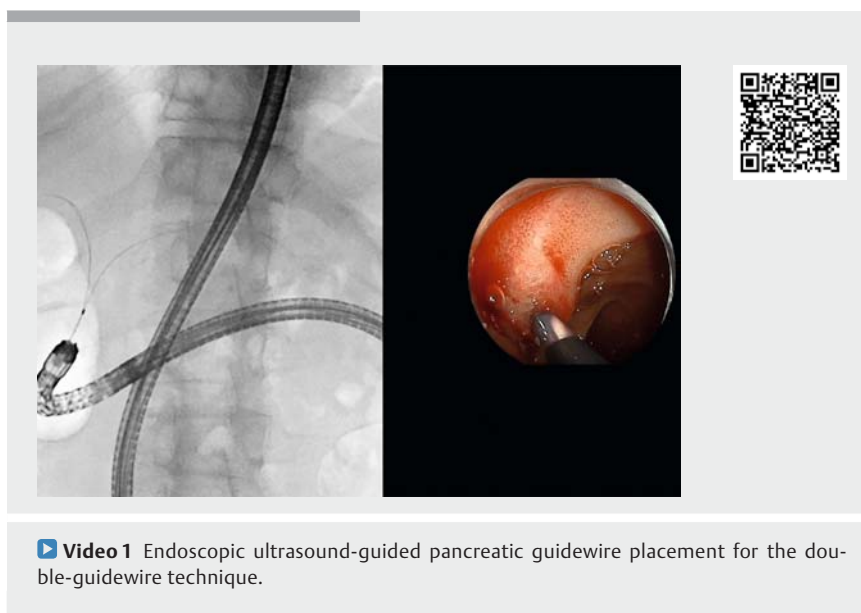 Video 1 Endoscopic ultrasound-guided pancreatic guidewire placement for the dou-
ble-guidewire technique.